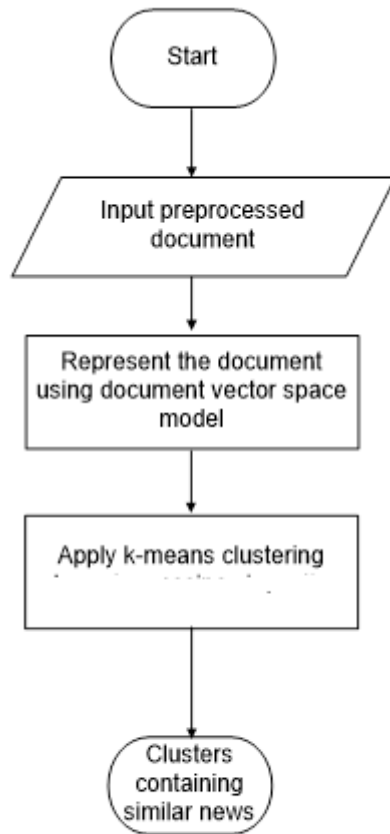 Start
Input preprocessed
document
Represent the document
using document vector space
model
Apply k-means clustering
Clusters
containing
similar news